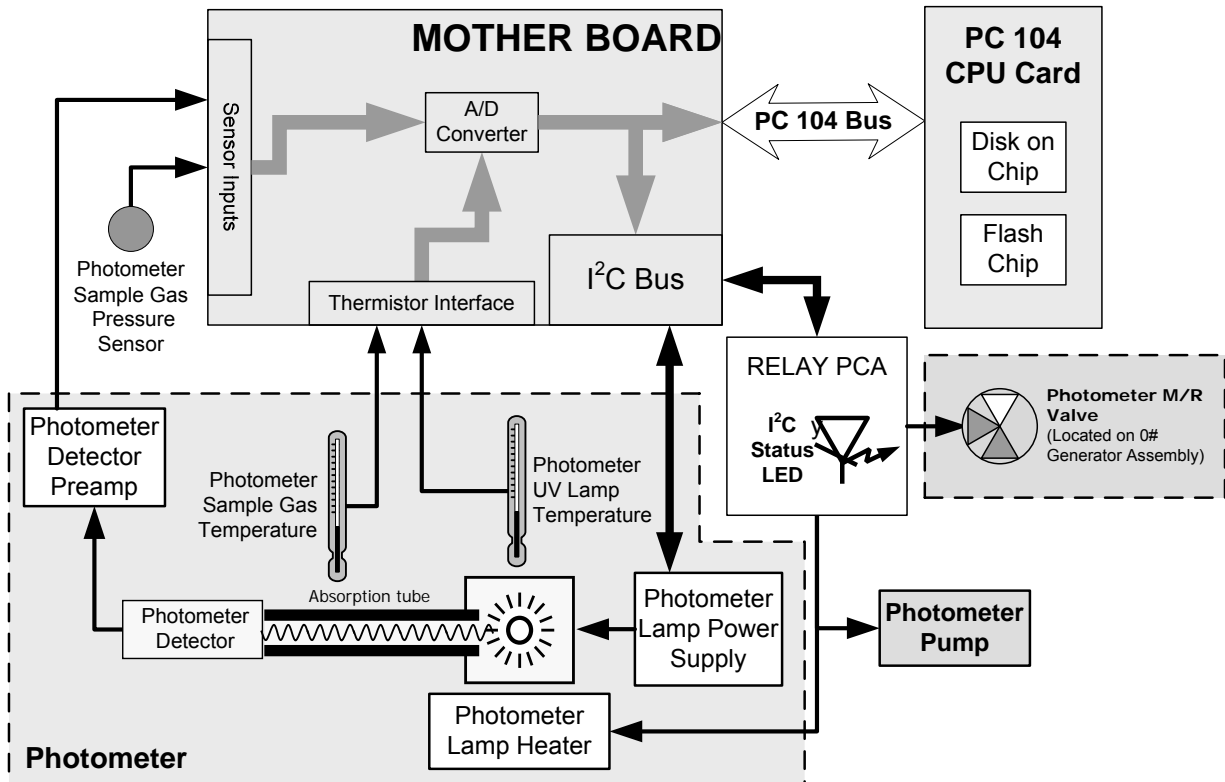 MOTHER BOARD
PC 104
CPU Card
Sensor Inputs
A/D
Converter
PC 104 Bus
Disk on
Chip
Flash
Chip
Photometer
Sample Gas
Pressure
Sensor
Thermistor Interface
I²C Bus
RELAY PCA
I²C
Status
LED
y
Photometer M/R
Valve
(Located on 0#
Generator Assembly)
Photometer
Detector
Preamp
Photometer
Sample Gas
Temperature
Photometer
UV Lamp
Temperature
Absorption tube
Photometer
Detector
Photometer
Lamp Power
Supply
Photometer
Pump
Photometer
Lamp Heater
Photometer